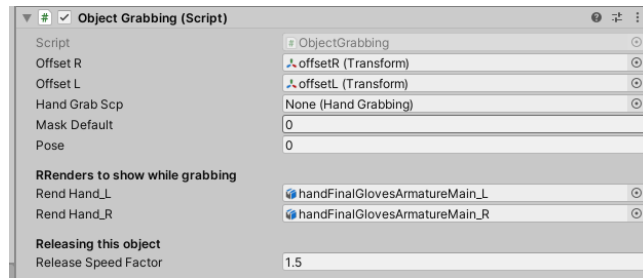 # Object Grabbing (Script)
Script # ObjectGrabbing
Offset R offsetR (Transform)
Offset L offsetL (Transform)
Hand Grab Scp None (Hand Grabbing)
Mask Default 0
Pose 0
RRenders to show while grabbing
Rend Hand_L handFinalGlovesArmatureMain_L
Rend Hand_R handFinalGlovesArmatureMain_R
Releasing this object
Release Speed Factor 1.5